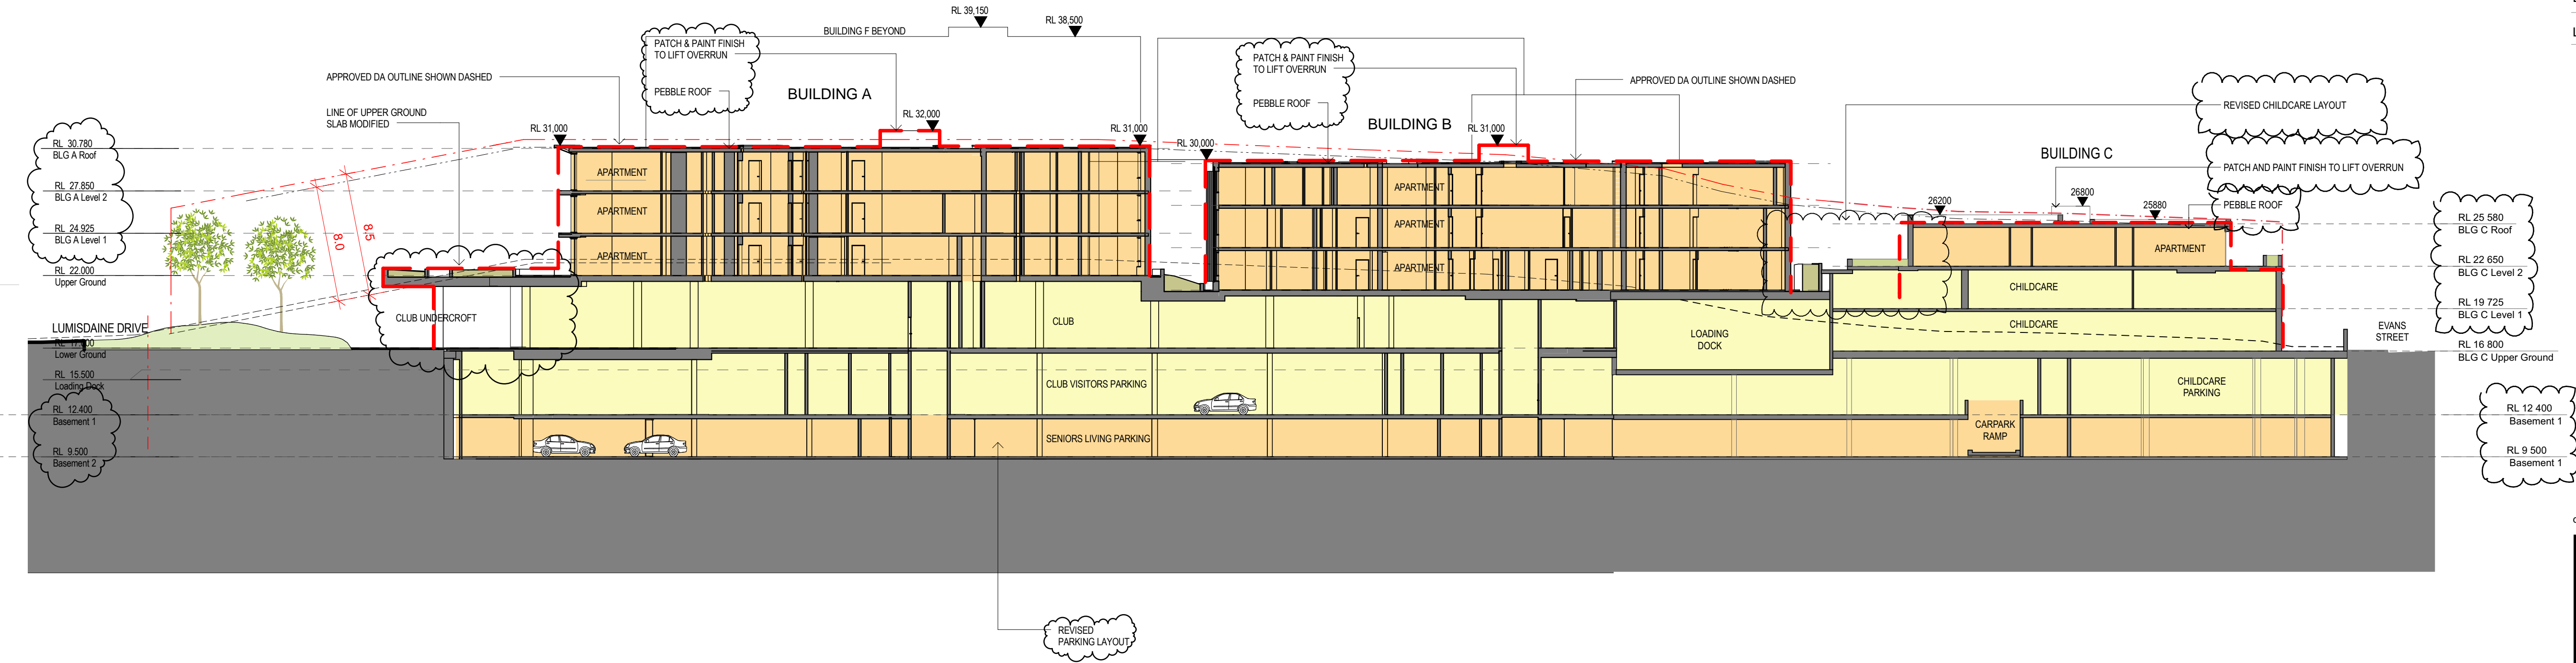 RL 39,150
RL 38,500
BUILDING F BEYOND
PATCH & PAINT FINISH
TO LIFT OVERRUN
PEBBLE ROOF
APPROVED DA OUTLINE SHOWN DASHED
BUILDING A
LINE OF UPPER GROUND
SLAB MODIFIED
RL 31,000
RL 32,000
RL 31,000
PATCH & PAINT FINISH
TO LIFT OVERRUN
PEBBLE ROOF
APPROVED DA OUTLINE SHOWN DASHED
BUILDING B
RL 31,000
RL 30,000
REVISED CHILDCARE LAYOUT
BUILDING C
PATCH AND PAINT FINISH TO LIFT OVERRUN
PEBBLE ROOF
26200
26800
25880
RL 30.780
BLG A Roof
RL 27.850
BLG A Level 2
RL 24.925
BLG A Level 1
RL 22.000
Upper Ground
LUMISDAINE DRIVE
Lower Ground
RL 15.500
Loading Dock
RL 12.400
Basement 1
RL 9.500
Basement 2
8.0
8.5
APARTMENT
APARTMENT
APARTMENT
APARTMENT
APARTMENT
APARTMENT
APARTMENT
CLUB UNDERCROFT
CLUB
LOADING
DOCK
CHILDCARE
CHILDCARE
CLUB VISITORS PARKING
CHILDCARE
PARKING
SENIORS LIVING PARKING
CARPARK
RAMP
EVANS
STREET
RL 25 580
BLG C Roof
RL 22 650
BLG C Level 2
RL 19 725
BLG C Level 1
RL 16 800
BLG C Upper Ground
RL 12 400
Basement 1
RL 9 500
Basement 1
REVISED
PARKING LAYOUT